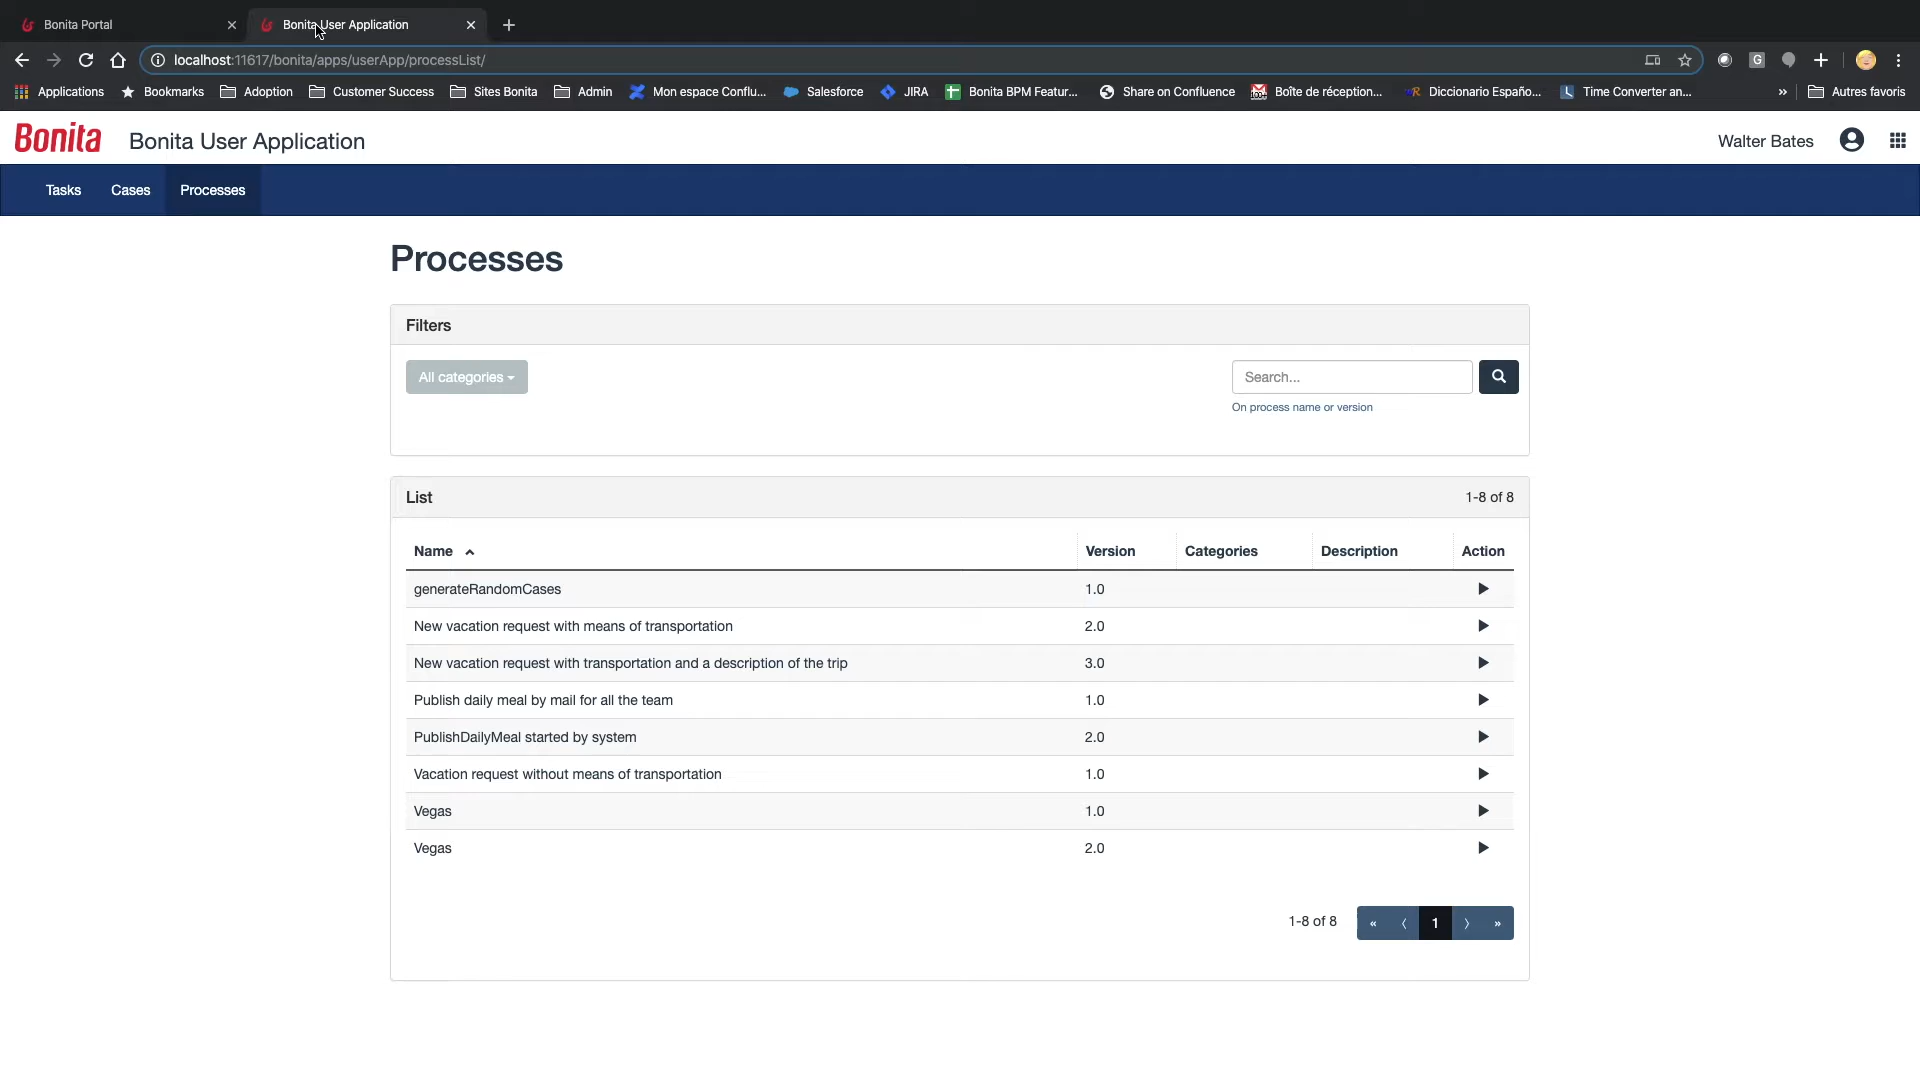 Bonita Portal
Bonita User Application
localhost:11617/bonita/apps/userApp/processList/
G
Applications
Bookmarks
Adoption
Customer Success
Sites Bonita
Admin
Mon espace Conflu...
Salesforce
JIRA
Bonita BPM Featur...
Share on Confluence
Boîte de réception...
Diccionario Españo...
Time Converter an...
»
Autres favoris
Bonita
Bonita User Application
Walter Bates
Tasks
Cases
Processes
Processes
Filters
All categories
Search...
On process name or version
List
1-8 of 8
Name
Version
Categories
Description
Action
generateRandomCases
1.0
New vacation request with means of transportation
2.0
New vacation request with transportation and a description of the trip
3.0
Publish daily meal by mail for all the team
1.0
PublishDailyMeal started by system
2.0
Vacation request without means of transportation
1.0
Vegas
1.0
Vegas
2.0
1-8 of 8
« ‹ 1 › »